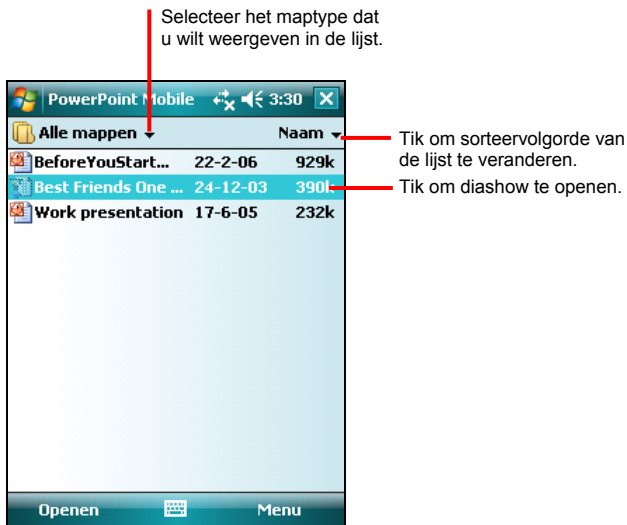 Selecteer het maptype dat
u wilt weergeven in de lijst.
PowerPoint Mobile 3:30
Alle mappen Naam
BeforeYouStart... 22-2-06 929k
Best Friends One ... 24-12-03 390k
Work presentation 17-6-05 232k
Tik om sorteervolgorde van
de lijst te veranderen.
Tik om diashow te openen.
Openen Menu